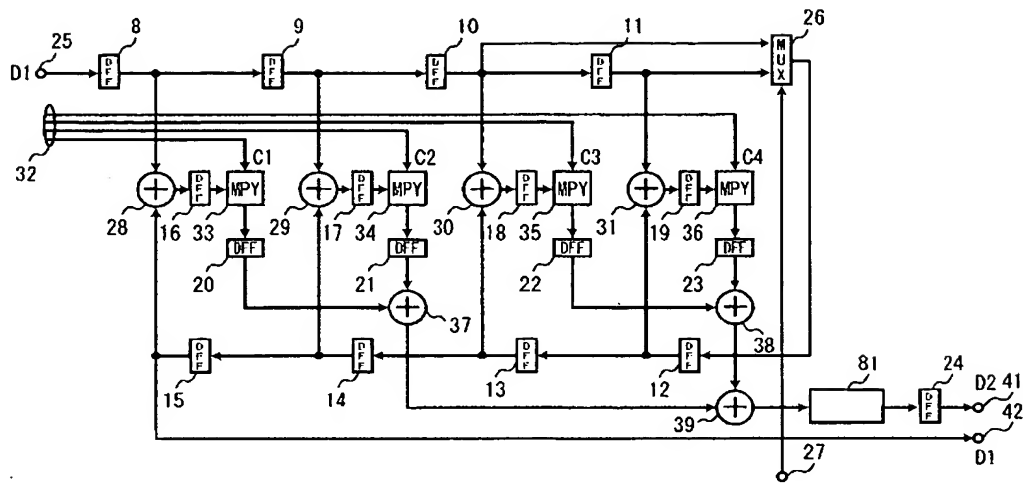 8 9 10 11 26
25
D1 DFF DFF DFF DFF MUX
32 C1 C2 C3 C4
DFF MPY DFF MPY DFF MPY DFF MPY
28 16 33 29 17 34 30 18 35 31 19 36
DFF DFF DFF DFF
20 21 22 23
37 38
DFF DFF DFF DFF
15 14 13 12
81 24 D2 41
DFF 42
39 D1
27